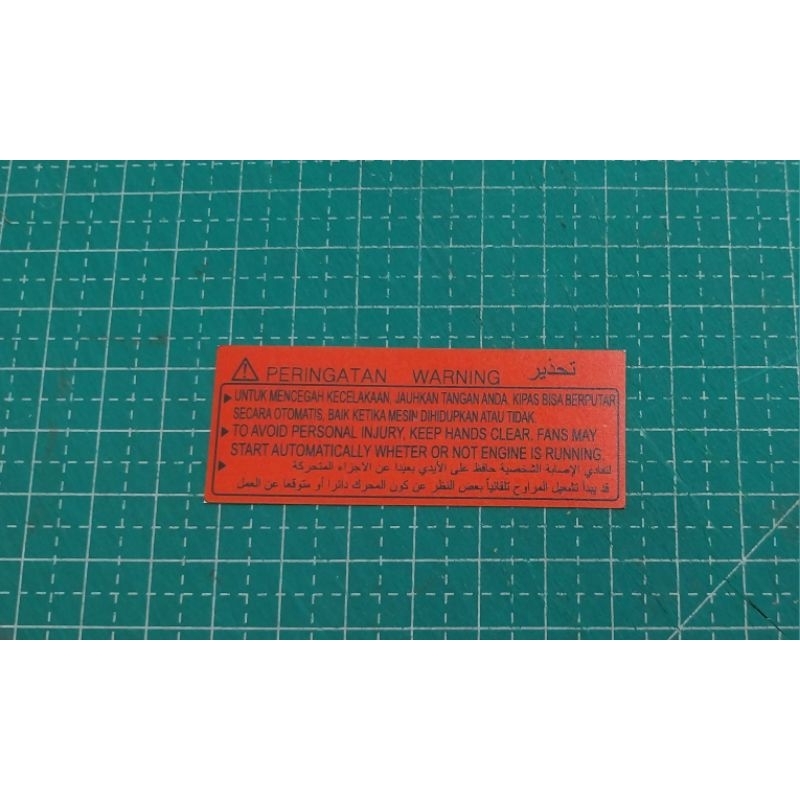 PERINGATAN WARNING تحذير
UNTUK MENCEGAH KECELAKAAN, JAUHKAN TANGAN ANDA. KIPAS BISA BERPUTAR
SECARA OTOMATIS, BAIK KETIKA MESIN DIHIDUPKAN ATAU TIDAK.
TO AVOID PERSONAL INJURY, KEEP HANDS CLEAR. FANS MAY
START AUTOMATICALLY WHETER OR NOT ENGINE IS RUNNING.
لتفادي الإصابة الشخصية حافظ على الأيدي بعيدا عن الأجزاء المتحركة
قد يبدأ تشغيل المراوح تلقائياً بغض النظر عن كون المحرك دائراً أو متوقفا عن العمل